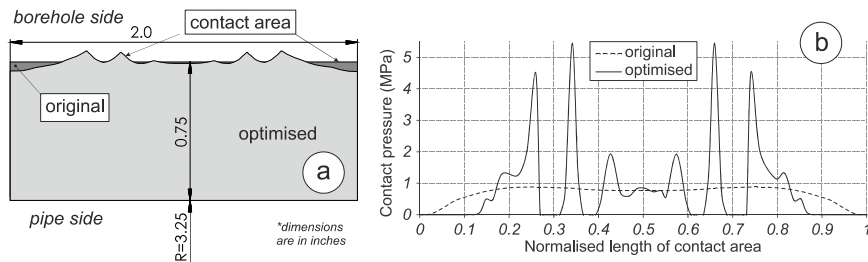 borehole side
contact area
2.0
original
0.75
optimised
a
pipe side
R=3.25
*dimensions
are in inches
b
original
optimised
Contact pressure (MPa)
5
4
3
2
1
0
0 0.1 0.2 0.3 0.4 0.5 0.6 0.7 0.8 0.9 1
Normalised length of contact area